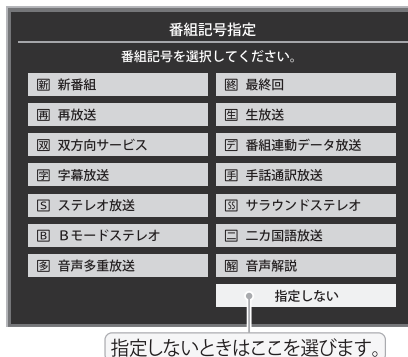 番組記号指定
番組記号を選択してください。
新 新番組
終 最終回
再 再放送
生 生放送
双 双方向サービス
デ 番組連動データ放送
字 字幕放送
手 手話通訳放送
S ステレオ放送
SS サラウンドステレオ
B Bモードステレオ
二 二カ国語放送
多 音声多重放送
解 音声解説
指定しない
指定しないときはここを選びます。